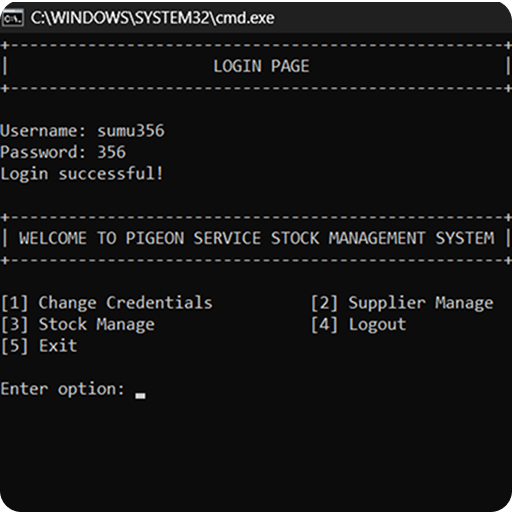 C:\WINDOWS\SYSTEM32\cmd.exe
+---------------------------------------------------+
| LOGIN PAGE |
+---------------------------------------------------+
Username: sumu356
Password: 356
Login successful!
+---------------------------------------------------+
| WELCOME TO PIGEON SERVICE STOCK MANAGEMENT SYSTEM |
+---------------------------------------------------+
[1] Change Credentials [2] Supplier Manage
[3] Stock Manage [4] Logout
[5] Exit
Enter option: _